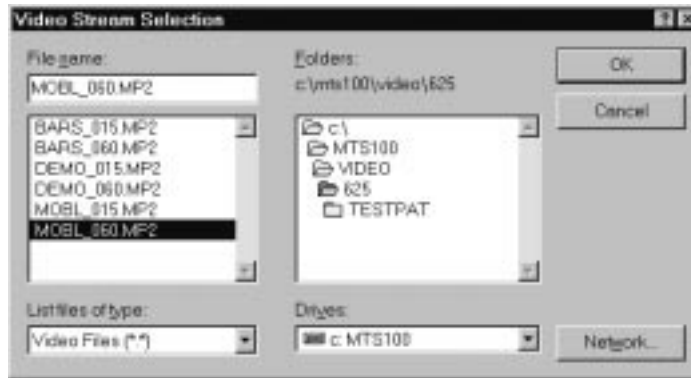 Video Stream Selection
File name:
MOBL_060.MP2
BARS_015.MP2
BARS_060.MP2
DEMO_015.MP2
DEMO_060.MP2
MOBL_015.MP2
MOBL_060.MP2
List files of type:
Video Files (*.*)
Folders:
c:\mts100\video\625
c:\
MTS100
VIDEO
625
TESTPAT
Drives:
c: MTS100
OK
Cancel
Network...